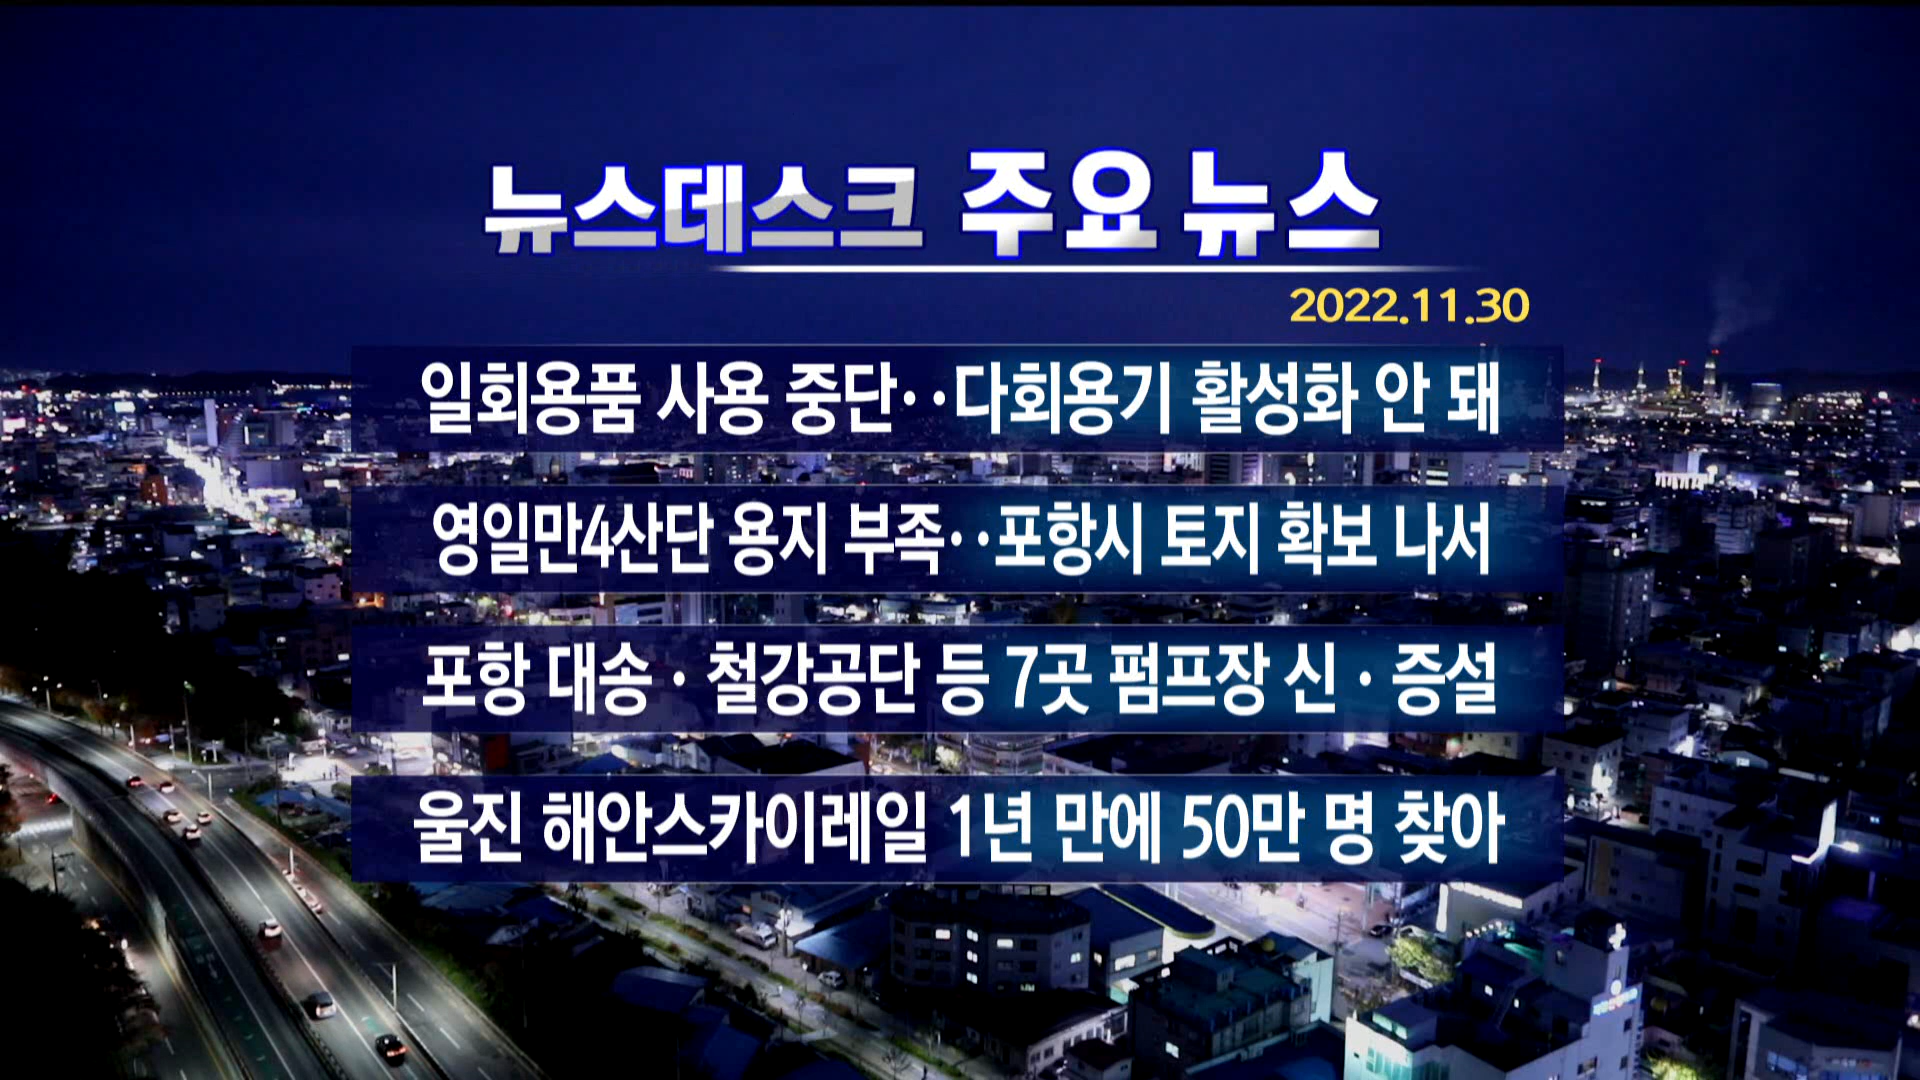 뉴스데스크 주요뉴스
2022.11.30
일회용품 사용 중단‥다회용기 활성화 안 돼
영일만4산단 용지 부족‥포항시 토지 확보 나서
포항 대송·철강공단 등 7곳 펌프장 신·증설
울진 해안스카이레일 1년 만에 50만 명 찾아